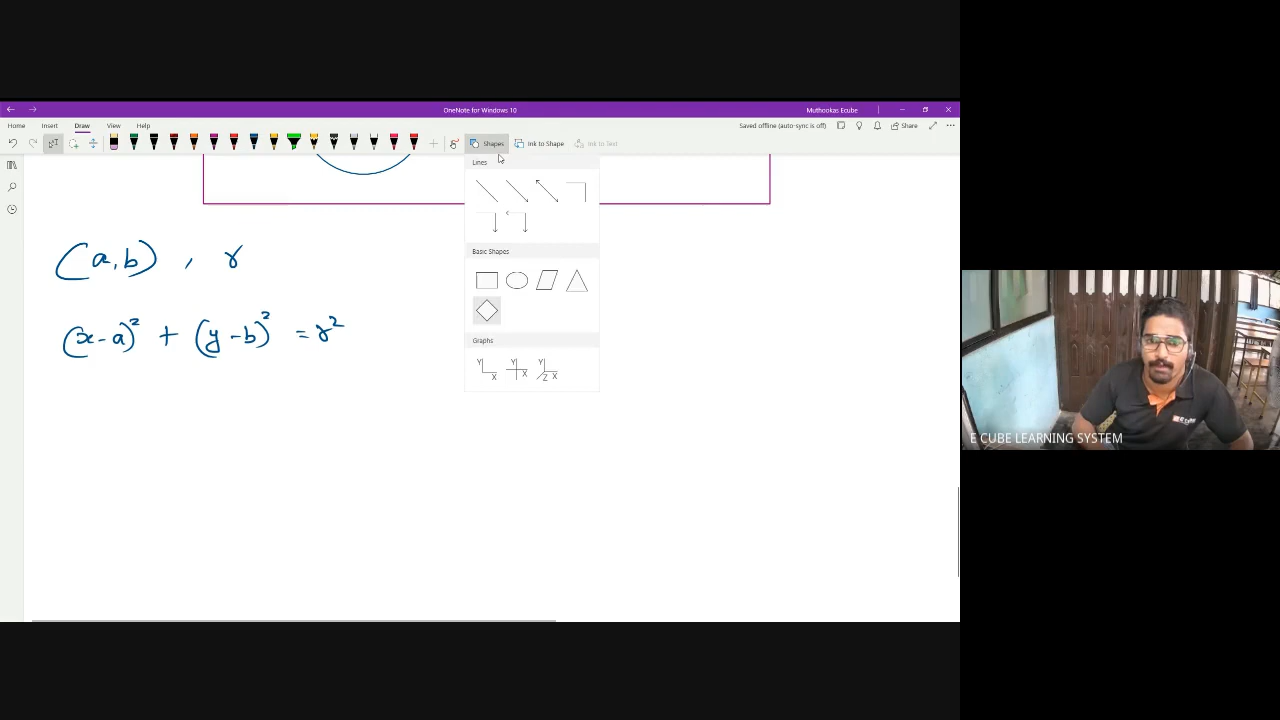 OneNote for Windows 10
Muthookas Ecube
Home Insert Draw View Help
Saved offline (auto-sync is off) Share
Shapes Ink to Shape Ink to Text
Lines
(a,b) , r
Basic Shapes
(x-a)² + (y-b)² = r²
Graphs
Y X Y X Y Z X
E CUBE
E CUBE LEARNING SYSTEM